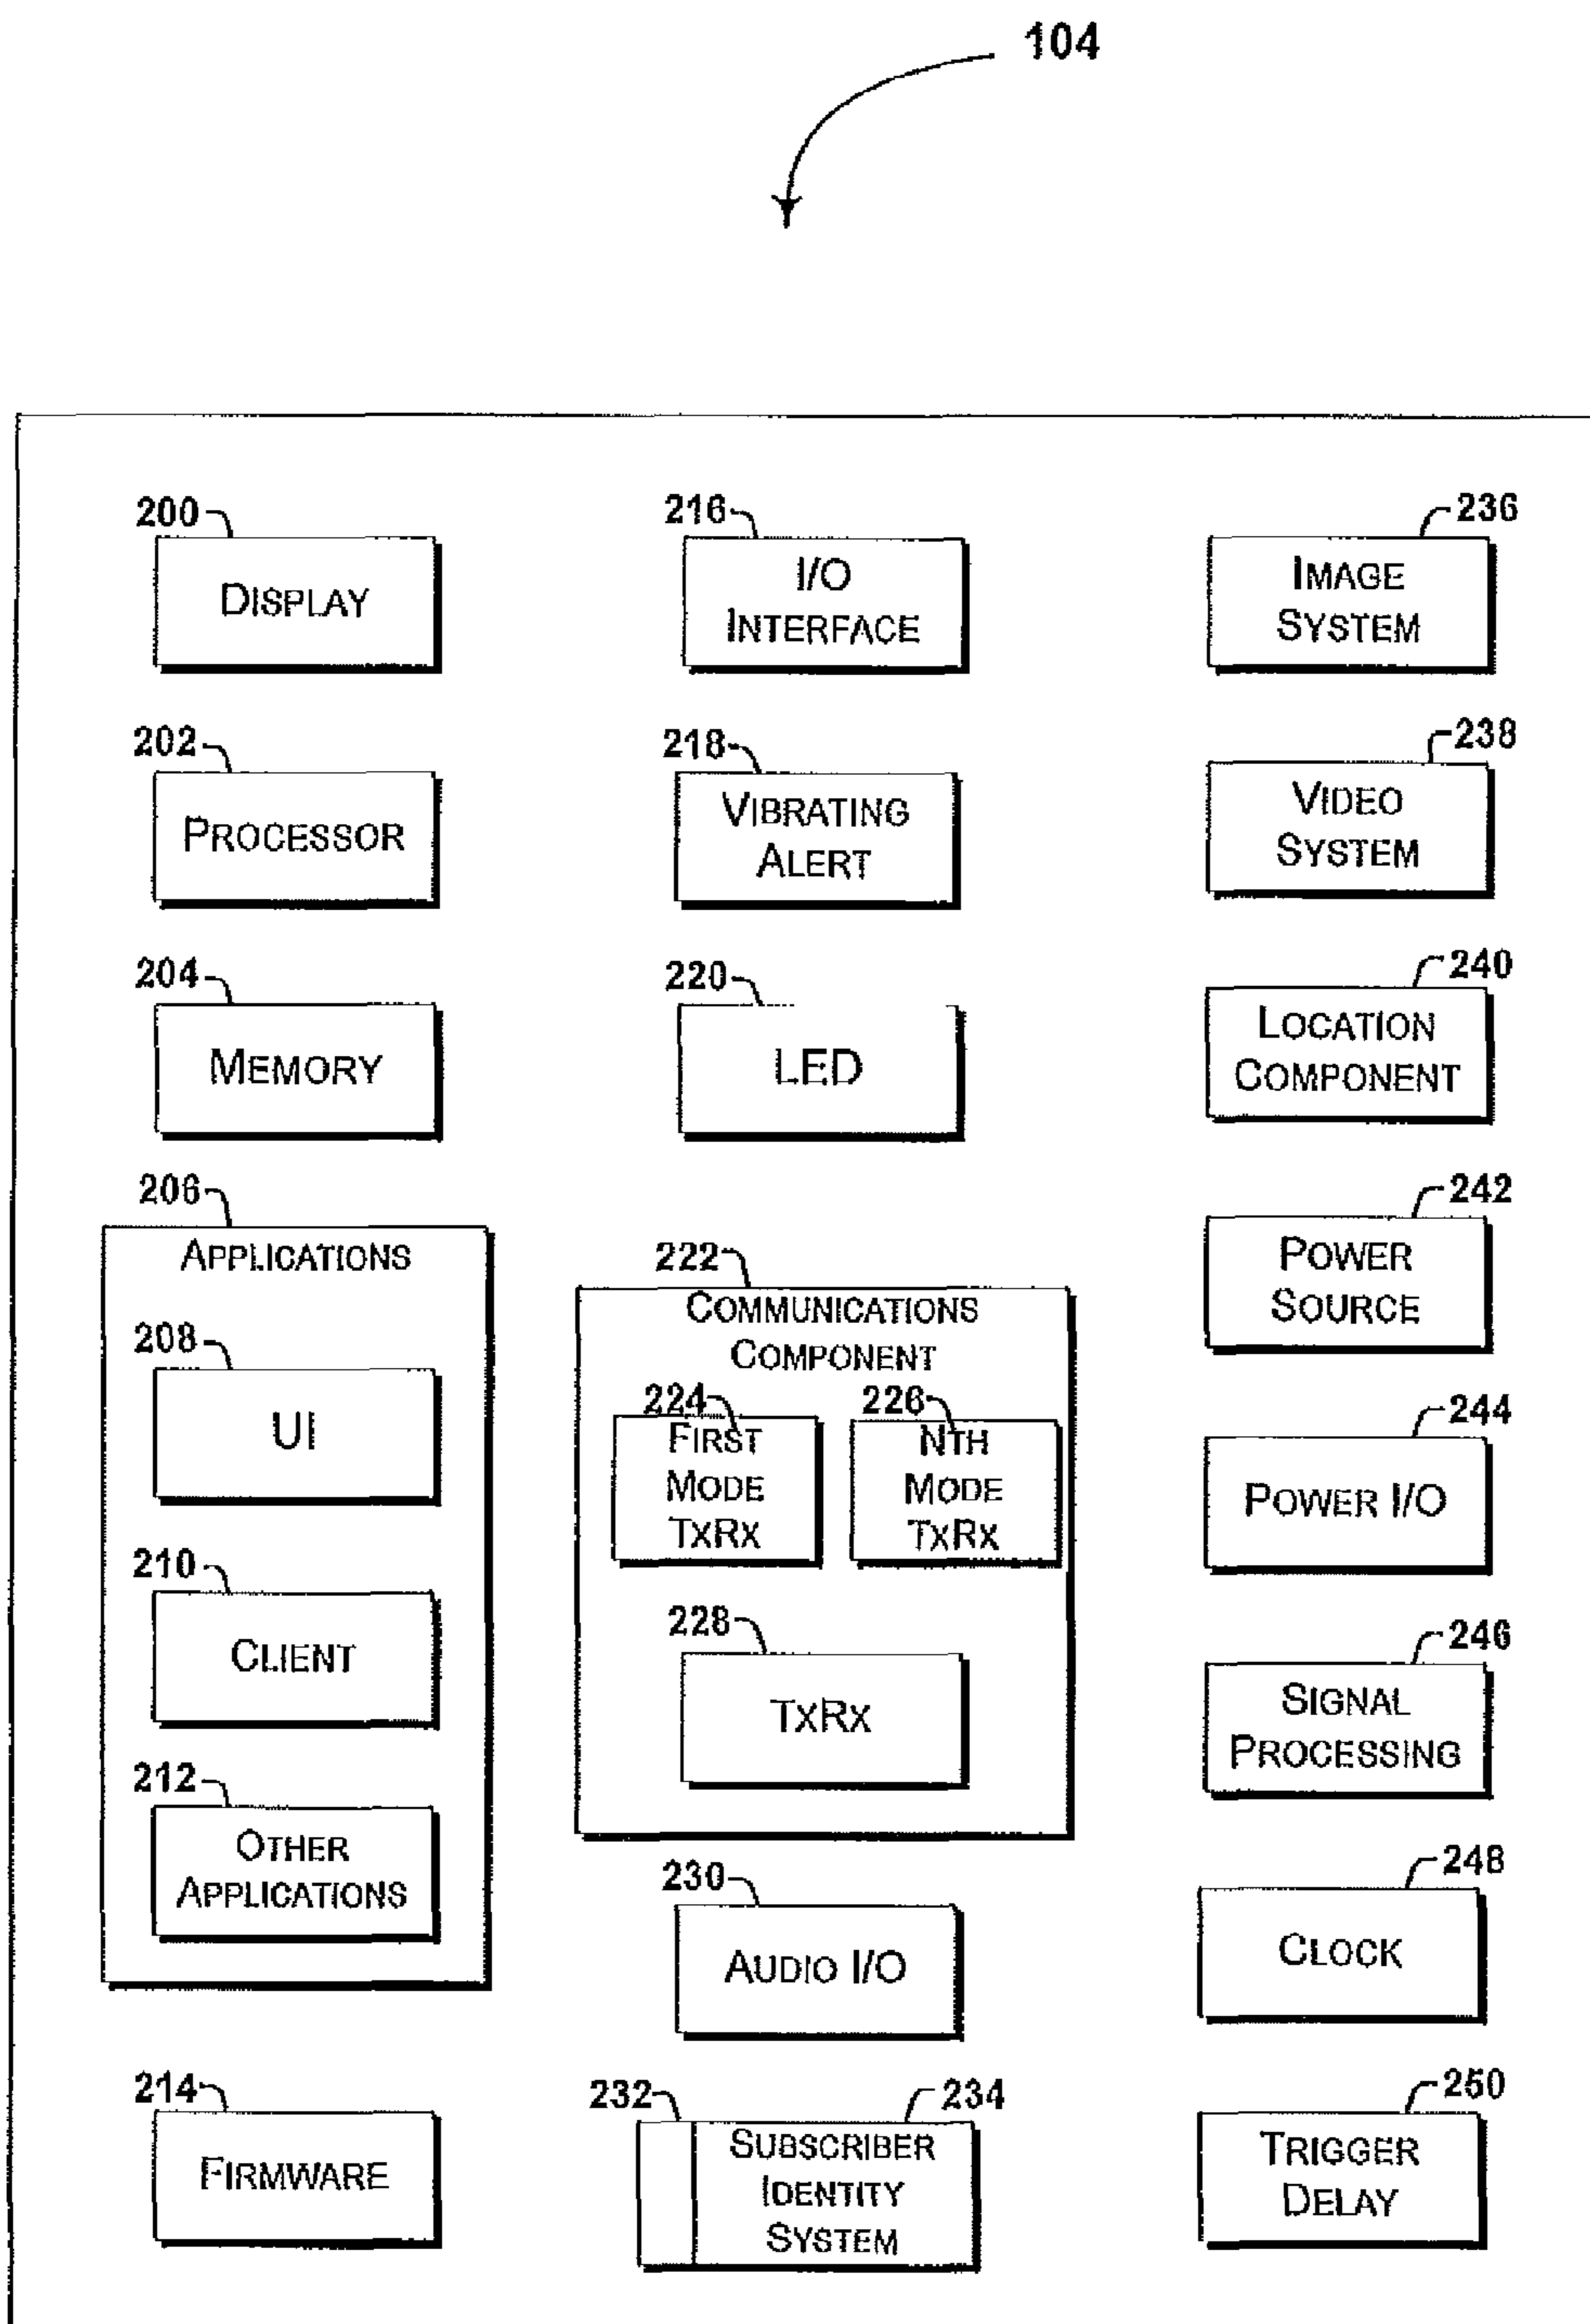 104
200
DISPLAY
202
PROCESSOR
204
MEMORY
206
APPLICATIONS
208
UI
210
CLIENT
212
OTHER
APPLICATIONS
214
FIRMWARE
216
I/O
INTERFACE
218
VIBRATING
ALERT
220
LED
222
COMMUNICATIONS
COMPONENT
224
FIRST
MODE
TXRX
226
NTH
MODE
TXRX
228
TXRX
230
AUDIO I/O
232
234
SUBSCRIBER
IDENTITY
SYSTEM
236
IMAGE
SYSTEM
238
VIDEO
SYSTEM
240
LOCATION
COMPONENT
242
POWER
SOURCE
244
POWER I/O
246
SIGNAL
PROCESSING
248
CLOCK
250
TRIGGER
DELAY